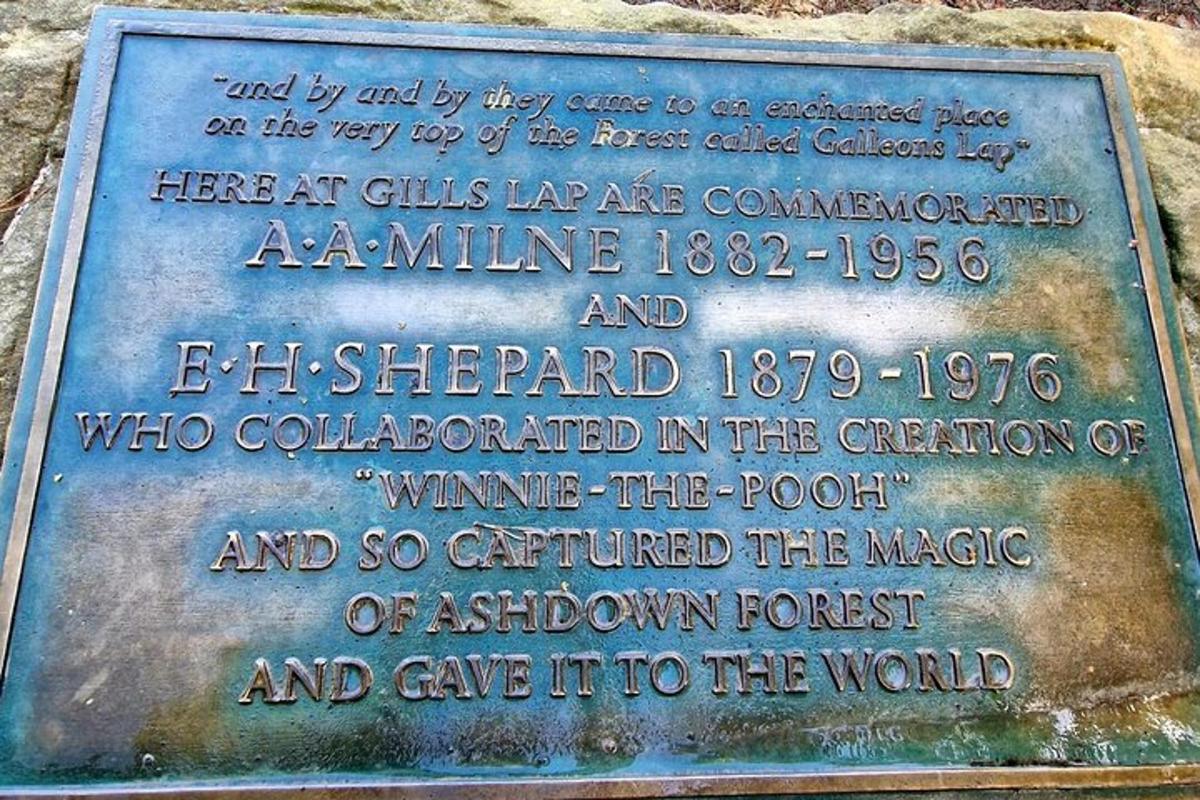 "and by and by they came to an enchanted place
on the very top of the Forest called Galleons Lap"
HERE AT GILLS LAP ARE COMMEMORATED
A·A·MILNE 1882-1956
AND
E·H·SHEPARD 1879-1976
WHO COLLABORATED IN THE CREATION OF
"WINNIE-THE-POOH"
AND SO CAPTURED THE MAGIC
OF ASHDOWN FOREST
AND GAVE IT TO THE WORLD